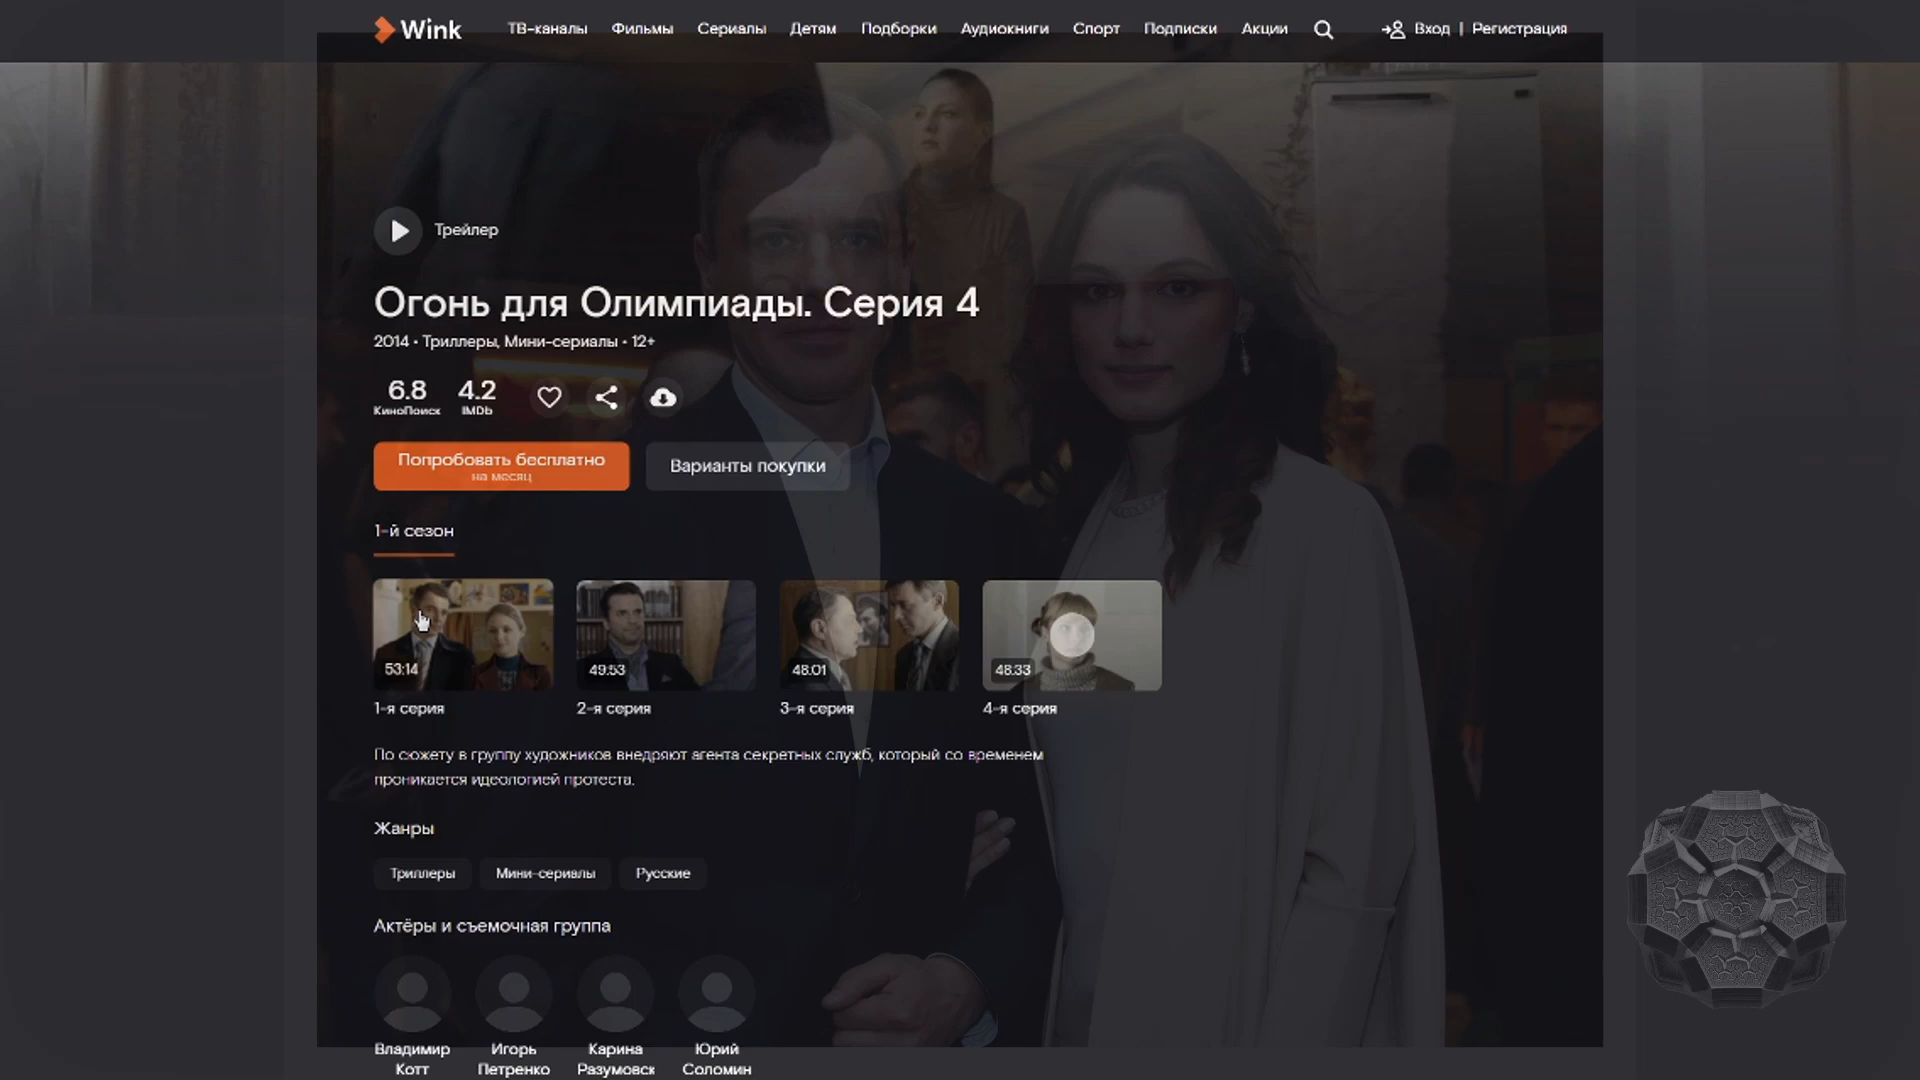 Wink
ТВ-каналы Фильмы Сериалы Детям Подборки Аудиокниги Спорт Подписки Акции Вход | Регистрация
Трейлер
Огонь для Олимпиады. Серия 4
2014 • Триллеры, Мини-сериалы • 12+
6.8 4.2
КиноПоиск IMDb
Попробовать бесплатно
на месяц
Варианты покупки
1-й сезон
53:14 49:53 48:01 48:33
1-я серия 2-я серия 3-я серия 4-я серия
По сюжету в группу художников внедряют агента секретных служб, который со временем
проникается идеологией протеста.
Жанры
Триллеры Мини-сериалы Русские
Актёры и съемочная группа
Владимир Игорь Карина Юрий
Котт Петренко Разумовск Соломин